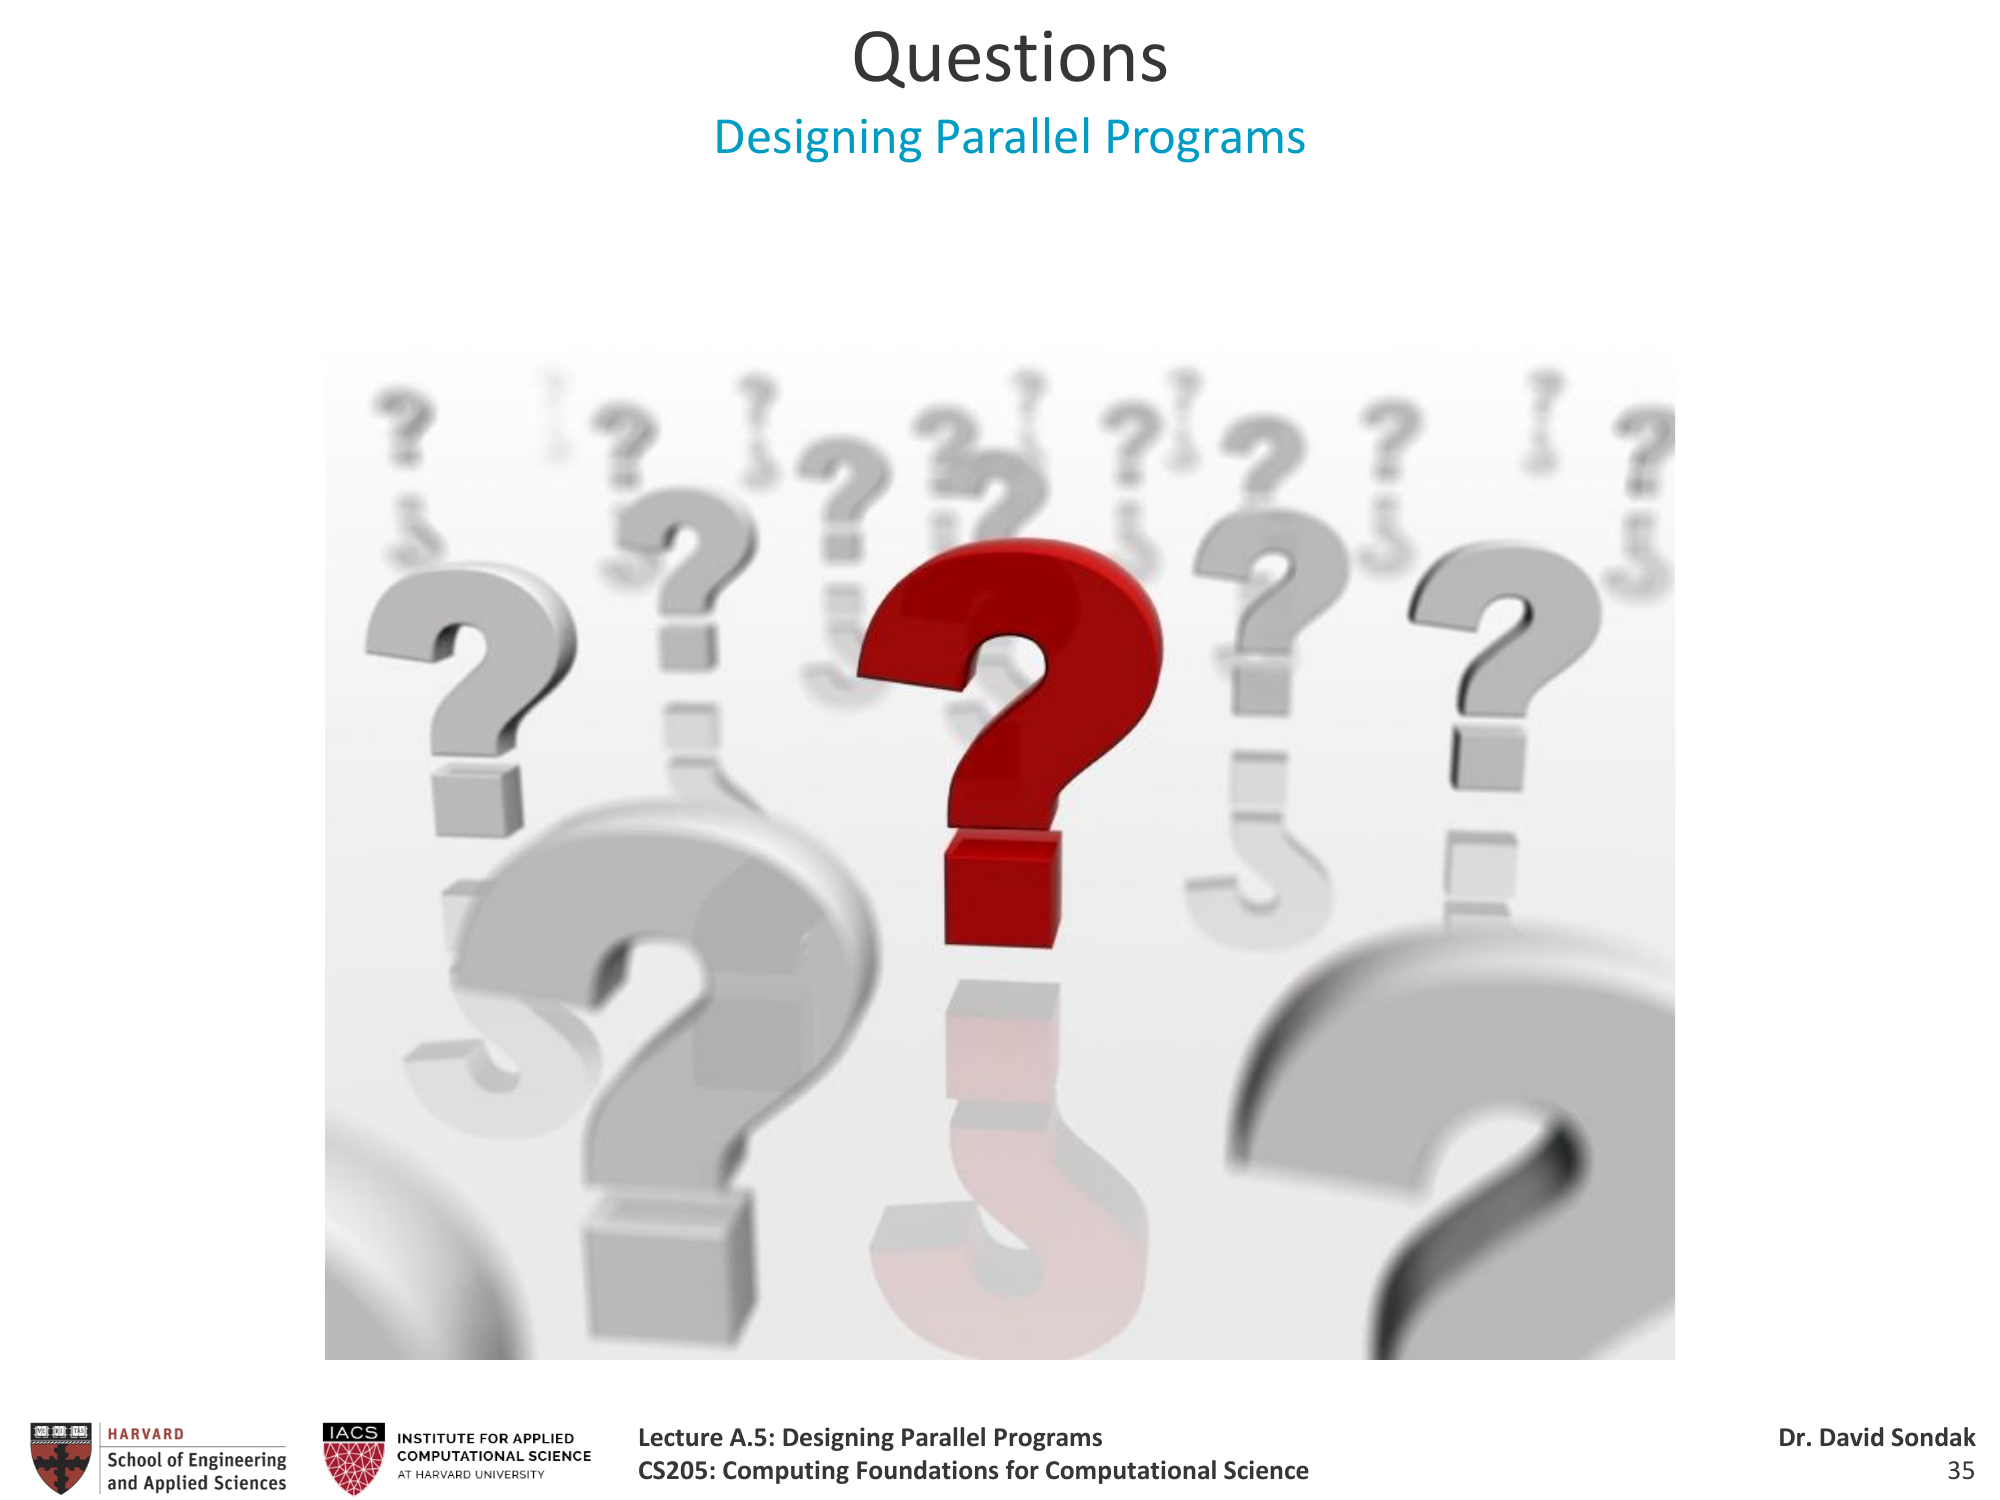 Questions
Designing Parallel Programs
HARVARD
School of Engineering
and Applied Sciences
IACS
INSTITUTE FOR APPLIED
COMPUTATIONAL SCIENCE
AT HARVARD UNIVERSITY
Lecture A.5: Designing Parallel Programs
CS205: Computing Foundations for Computational Science
Dr. David Sondak
35